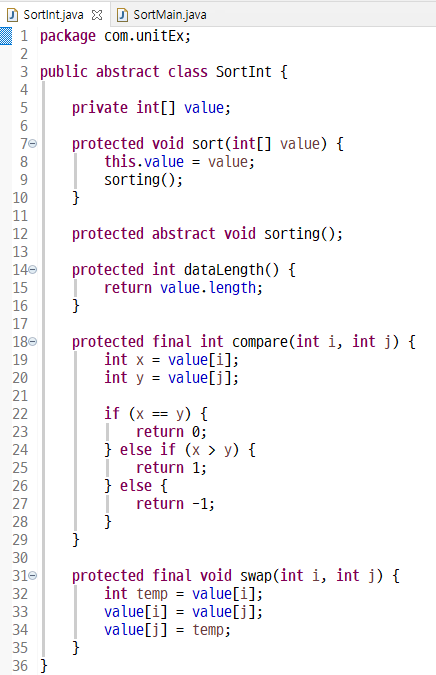 SortInt.java SortMain.java
1 package com.unitEx;
2
3 public abstract class SortInt {
4
5     private int[] value;
6
7     protected void sort(int[] value) {
8         this.value = value;
9         sorting();
10     }
11
12     protected abstract void sorting();
13
14     protected int dataLength() {
15         return value.length;
16     }
17
18     protected final int compare(int i, int j) {
19         int x = value[i];
20         int y = value[j];
21
22         if (x == y) {
23             return 0;
24         } else if (x > y) {
25             return 1;
26         } else {
27             return -1;
28         }
29     }
30
31     protected final void swap(int i, int j) {
32         int temp = value[i];
33         value[i] = value[j];
34         value[j] = temp;
35     }
36 }